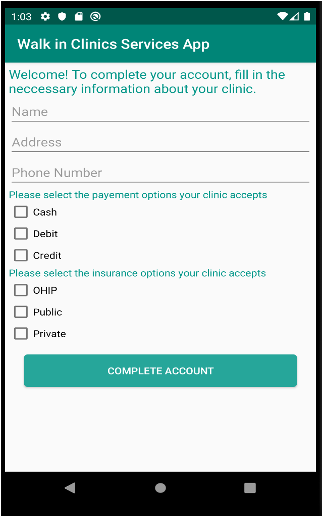 1:03
Walk in Clinics Services App
Welcome! To complete your account, fill in the
neccessary information about your clinic.
Name
Address
Phone Number
Please select the payement options your clinic accepts
Cash
Debit
Credit
Please select the insurance options your clinic accepts
OHIP
Public
Private
COMPLETE ACCOUNT